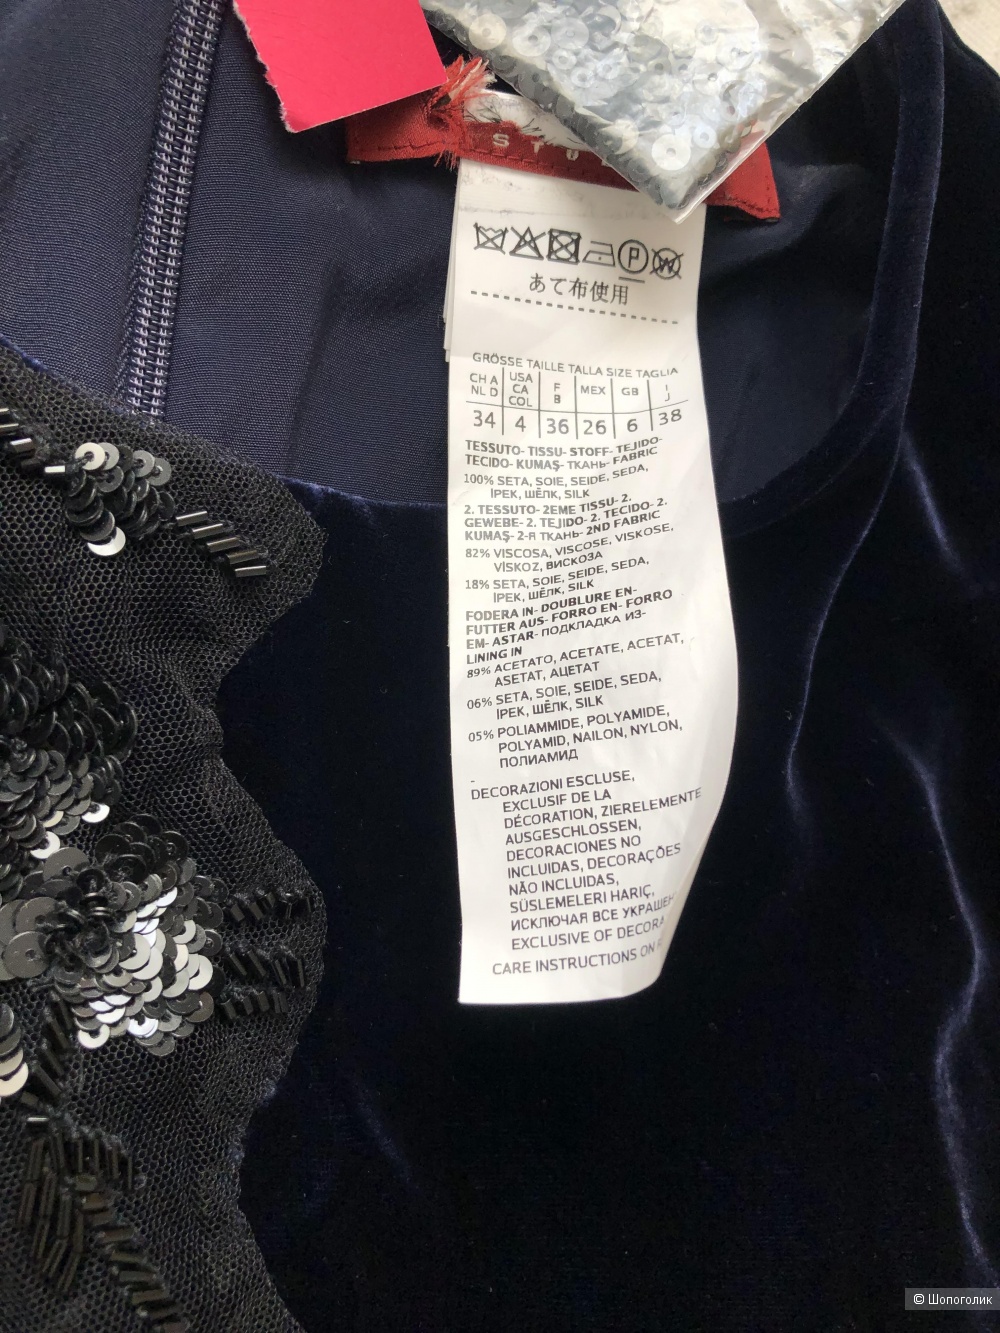 STU
P W
あて布使用
GRÖSSE TAILLE TALLA SIZE TAGLIA
CH A NL D | USA CA COL | F B | MEX | GB | I J
34 | 4 | 36 | 26 | 6 | 38
TESSUTO- TISSU- STOFF- TEJIDO-
TECIDO- KUMAŞ- ТКАНЬ- FABRIC
100% SETA, SOIE, SEIDE, SEDA,
İPEK, ШЁЛК, SILK
2. TESSUTO- 2EME TISSU- 2.
GEWEBE- 2. TEJIDO- 2. TECIDO- 2.
KUMAŞ- 2-Я ТКАНЬ- 2ND FABRIC
82% VISCOSA, VISCOSE, VISKOSE,
VİSKOZ, ВИСКОЗА
18% SETA, SOIE, SEIDE, SEDA,
İPEK, ШЁЛК, SILK
FODERA IN- DOUBLURE EN-
FUTTER AUS- FORRO EN- FORRO
EM- ASTAR- ПОДКЛАДКА ИЗ-
LINING IN
89% ACETATO, ACETATE, ACETAT,
ASETAT, АЦЕТАТ
06% SETA, SOIE, SEIDE, SEDA,
İPEK, ШЁЛК, SILK
05% POLIAMMIDE, POLYAMIDE,
POLYAMID, NAILON, NYLON,
ПОЛИАМИД
-
DECORAZIONI ESCLUSE,
EXCLUSIF DE LA
DÉCORATION, ZIERELEMENTE
AUSGESCHLOSSEN,
DECORACIONES NO
INCLUIDAS, DECORAÇÕES
NÃO INCLUIDAS,
SÜSLEMELERİ HARİÇ,
ИСКЛЮЧАЯ ВСЕ УКРАШЕН
EXCLUSIVE OF DECORA
CARE INSTRUCTIONS ON
© Шопоголик